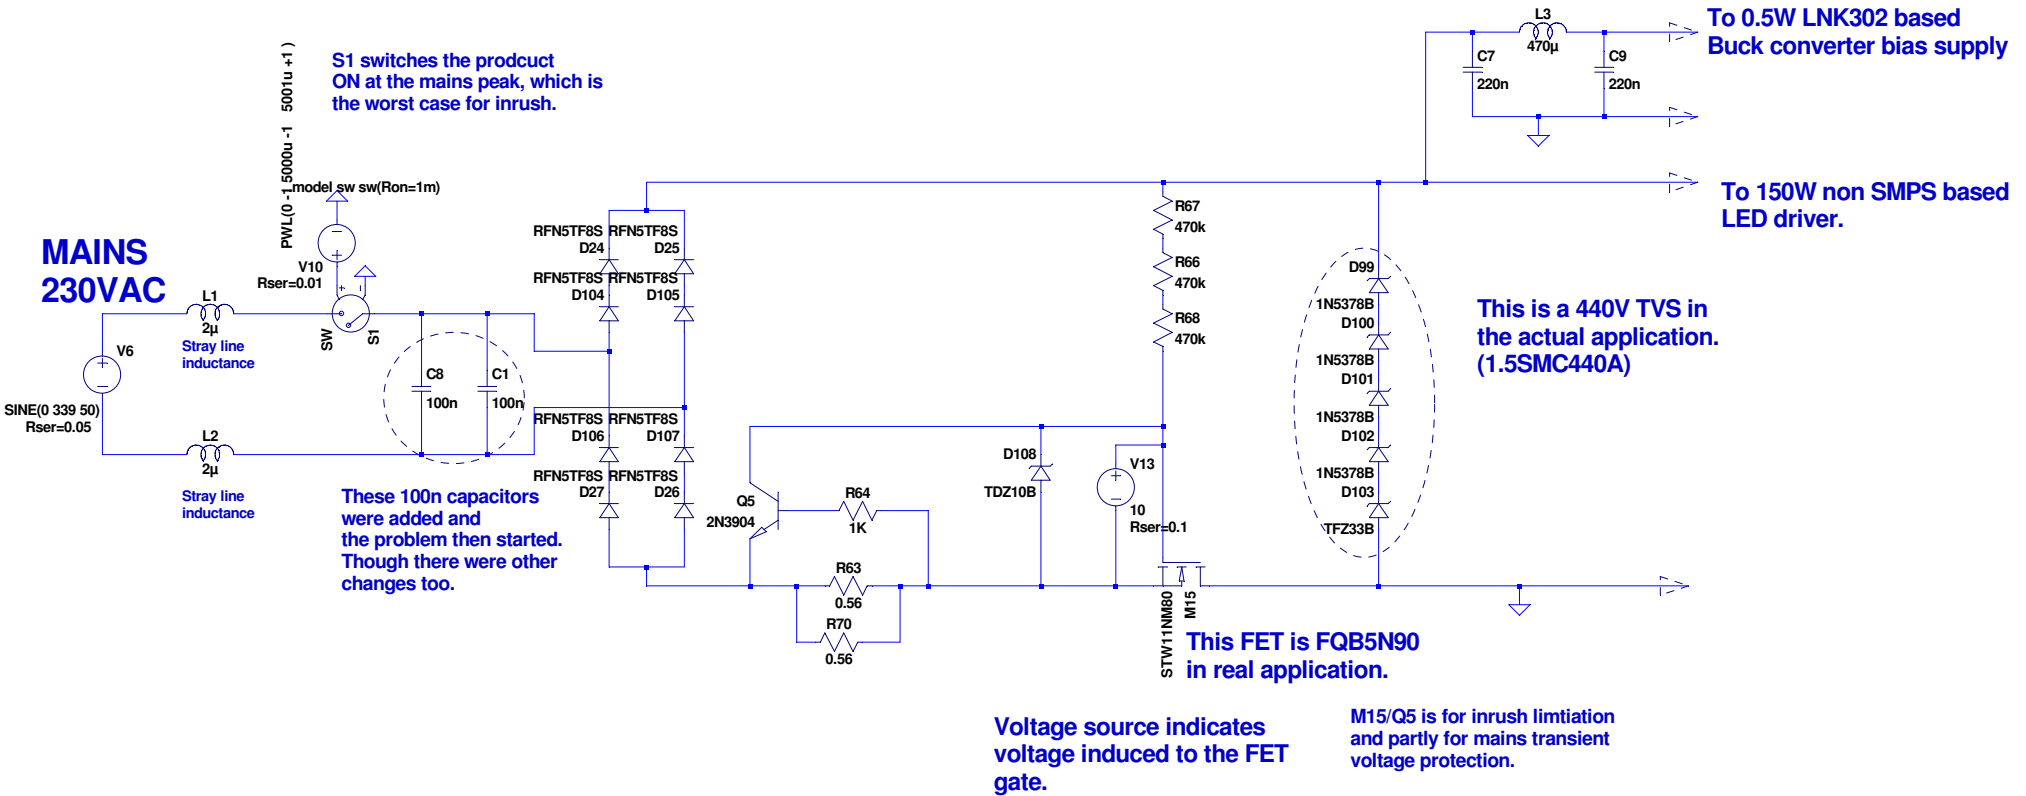 To 0.5W LNK302 based
Buck converter bias supply
L3
470µ
C7
220n
C9
220n
S1 switches the prodcuct
ON at the mains peak, which is
the worst case for inrush.
PWL(0 -1 5000u -1 5001u +1 )
.model sw sw(Ron=1m)
To 150W non SMPS based
LED driver.
MAINS
230VAC
V10
Rser=0.01
L1
2µ
Stray line
inductance
SW
S1
V6
SINE(0 339 50)
Rser=0.05
L2
2µ
Stray line
inductance
C8
100n
C1
100n
These 100n capacitors
were added and
the problem then started.
Though there were other
changes too.
RFN5TF8S RFN5TF8S
D24 D25
RFN5TF8S RFN5TF8S
D104 D105
RFN5TF8S RFN5TF8S
D106 D107
RFN5TF8S RFN5TF8S
D27 D26
R67
470k
R66
470k
R68
470k
Q5
2N3904
R64
1K
R63
0.56
R70
0.56
D108
TDZ10B
V13
10
Rser=0.1
STW11NM80
M15
D99
1N5378B
D100
1N5378B
D101
1N5378B
D102
1N5378B
D103
TFZ33B
This is a 440V TVS in
the actual application.
(1.5SMC440A)
This FET is FQB5N90
in real application.
Voltage source indicates
voltage induced to the FET
gate.
M15/Q5 is for inrush limtiation
and partly for mains transient
voltage protection.